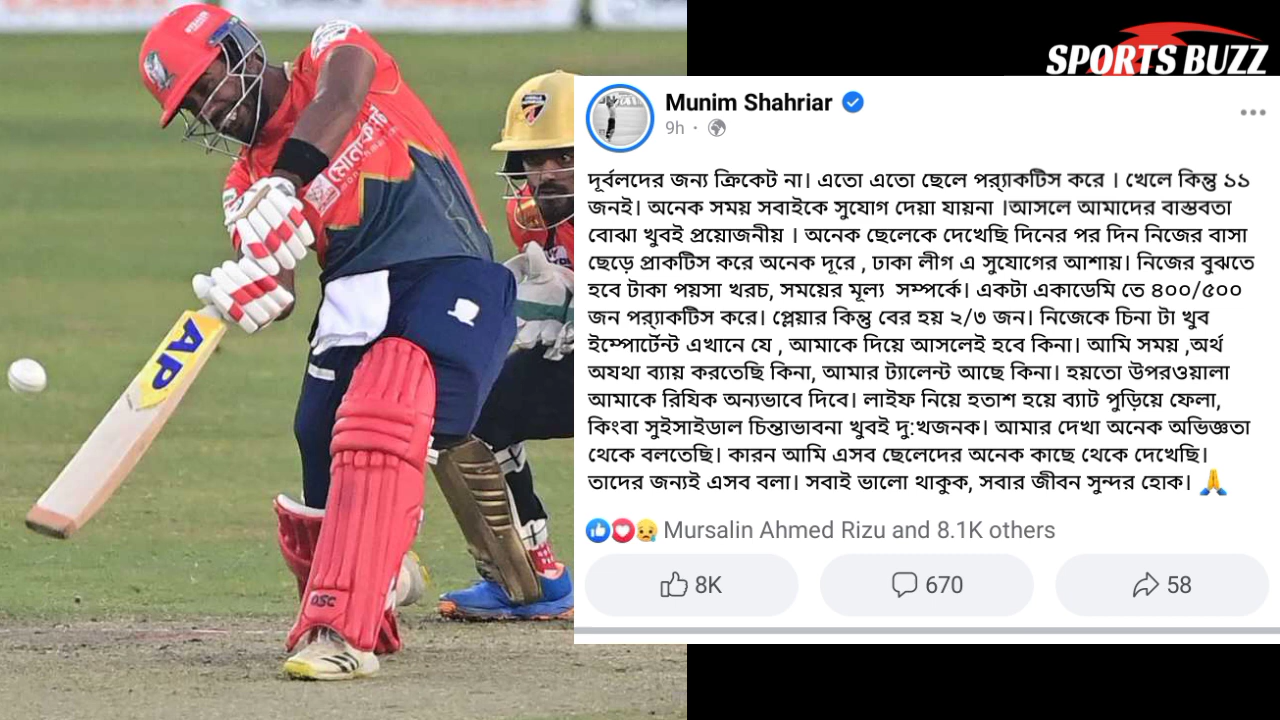 SPORTS BUZZ
Munim Shahriar
9h ·
দূর্বলদের জন্য ক্রিকেট না। এতো এতো ছেলে পর‍্যাকটিস করে । খেলে কিন্তু ১১
জনই। অনেক সময় সবাইকে সুযোগ দেয়া যায়না ।আসলে আমাদের বাস্তবতা
বোঝা খুবই প্রয়োজনীয় । অনেক ছেলেকে দেখেছি দিনের পর দিন নিজের বাসা
ছেড়ে প্রাকটিস করে অনেক দূরে , ঢাকা লীগ এ সুযোগের আশায়। নিজের বুঝতে
হবে টাকা পয়সা খরচ, সময়ের মূল্য সম্পর্কে। একটা একাডেমি তে ৪০০/৫০০
জন পর‍্যাকটিস করে। প্লেয়ার কিন্তু বের হয় ২/৩ জন। নিজেকে চিনা টা খুব
ইম্পোর্টেন্ট এখানে যে , আমাকে দিয়ে আসলেই হবে কিনা। আমি সময় ,অর্থ
অযথা ব্যায় করতেছি কিনা, আমার ট্যালেন্ট আছে কিনা। হয়তো উপরওয়ালা
আমাকে রিযিক অন্যভাবে দিবে। লাইফ নিয়ে হতাশ হয়ে ব্যাট পুড়িয়ে ফেলা,
কিংবা সুইসাইডাল চিন্তাভাবনা খুবই দু:খজনক। আমার দেখা অনেক অভিজ্ঞতা
থেকে বলতেছি। কারন আমি এসব ছেলেদের অনেক কাছে থেকে দেখেছি।
তাদের জন্যই এসব বলা। সবাই ভালো থাকুক, সবার জীবন সুন্দর হোক। 🙏
Mursalin Ahmed Rizu and 8.1K others
8K
670
58
মোনার্ক মার্ট
AP
DSC